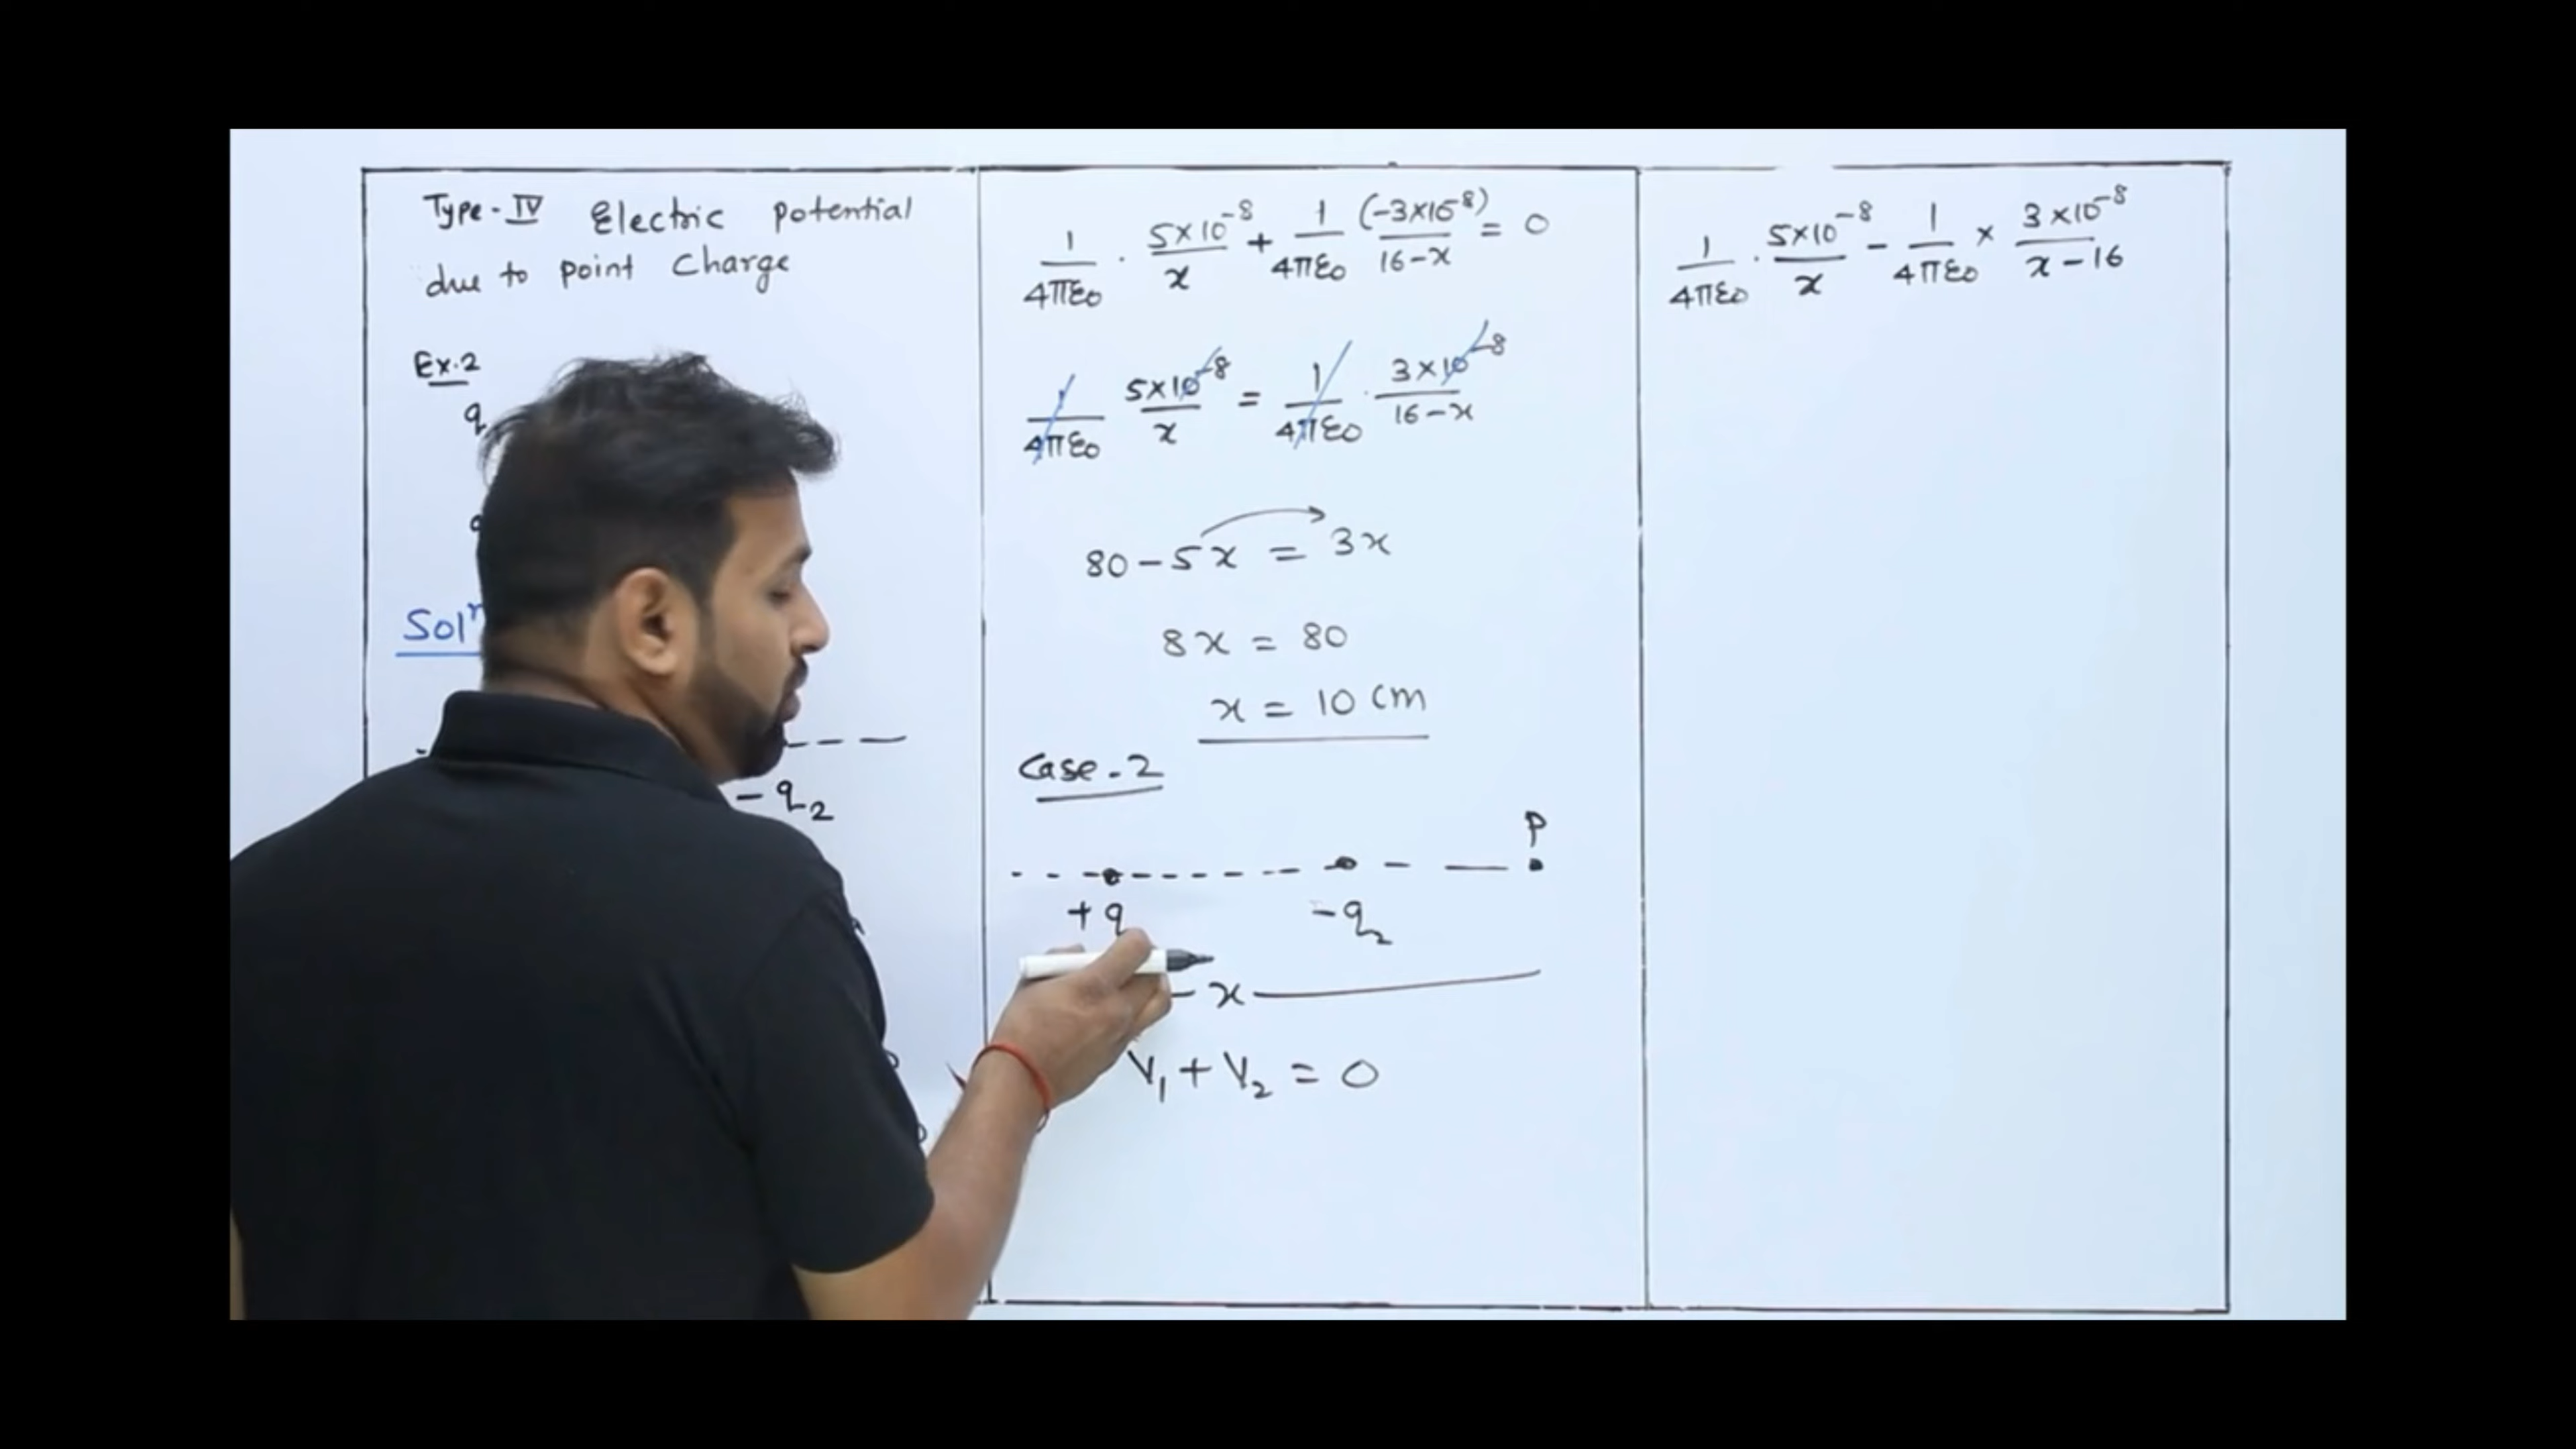 Type-IV Electric potential
due to point Charge
Ex.2
q
Solⁿ
-q₂
1/4πε₀ · 5×10⁻⁸/x + 1/4πε₀ (-3×10⁻⁸)/16-x = 0
1/4πε₀ 5×10⁻⁸/x = 1/4πε₀ · 3×10⁻⁸/16-x
80-5x = 3x
8x = 80
x = 10 cm
Case-2
P
+q -q₂
x
V₁ + V₂ = 0
1/4πε₀ · 5×10⁻⁸/x - 1/4πε₀ × 3×10⁻⁸/x-16